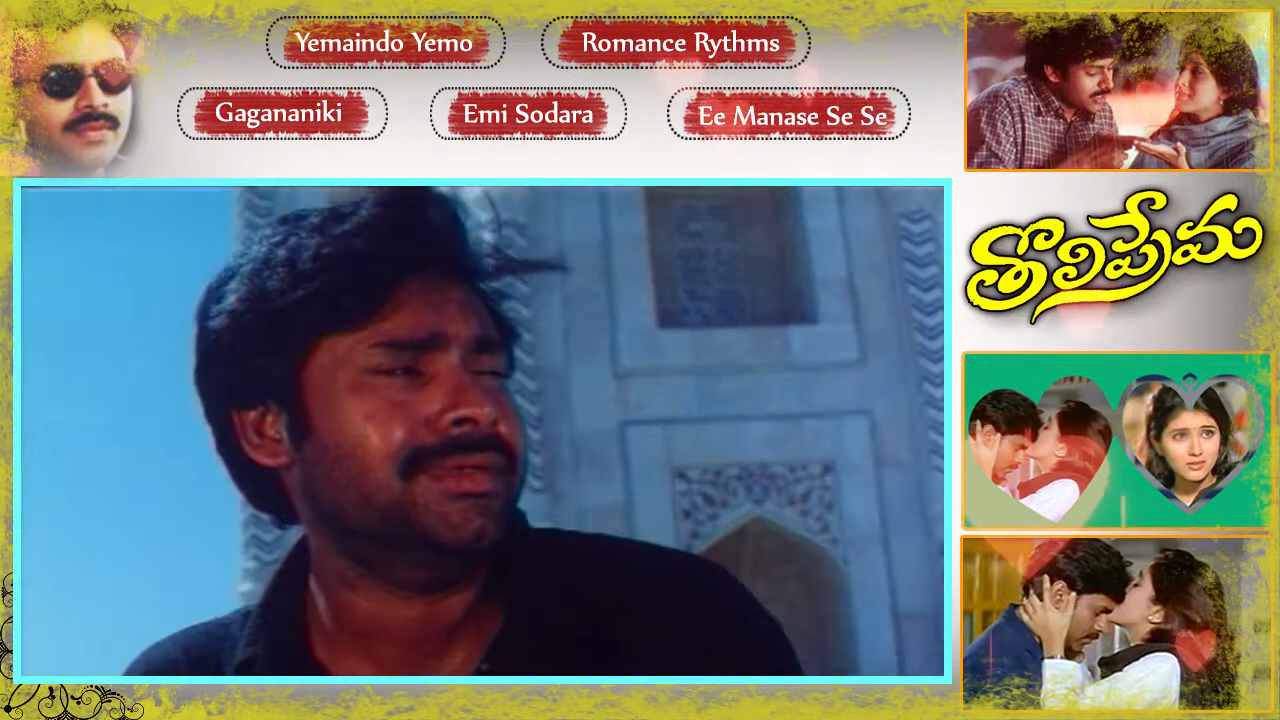 Yemaindo Yemo
Romance Rythms
Gagananiki
Emi Sodara
Ee Manase Se Se
తొలిప్రేమ